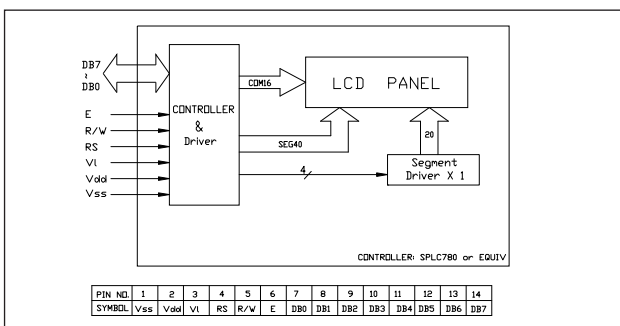 DB7
~
DB0
E
R/W
RS
Vl
Vdd
Vss
CONTROLLER
&
Driver
COM16
SEG40
4
LCD PANEL
20
Segment
Driver X 1
CONTROLLER: SPLC780 or EQUIV
PIN NO. 1 2 3 4 5 6 7 8 9 10 11 12 13 14
SYMBOL Vss Vdd Vl RS R/W E DB0 DB1 DB2 DB3 DB4 DB5 DB6 DB7